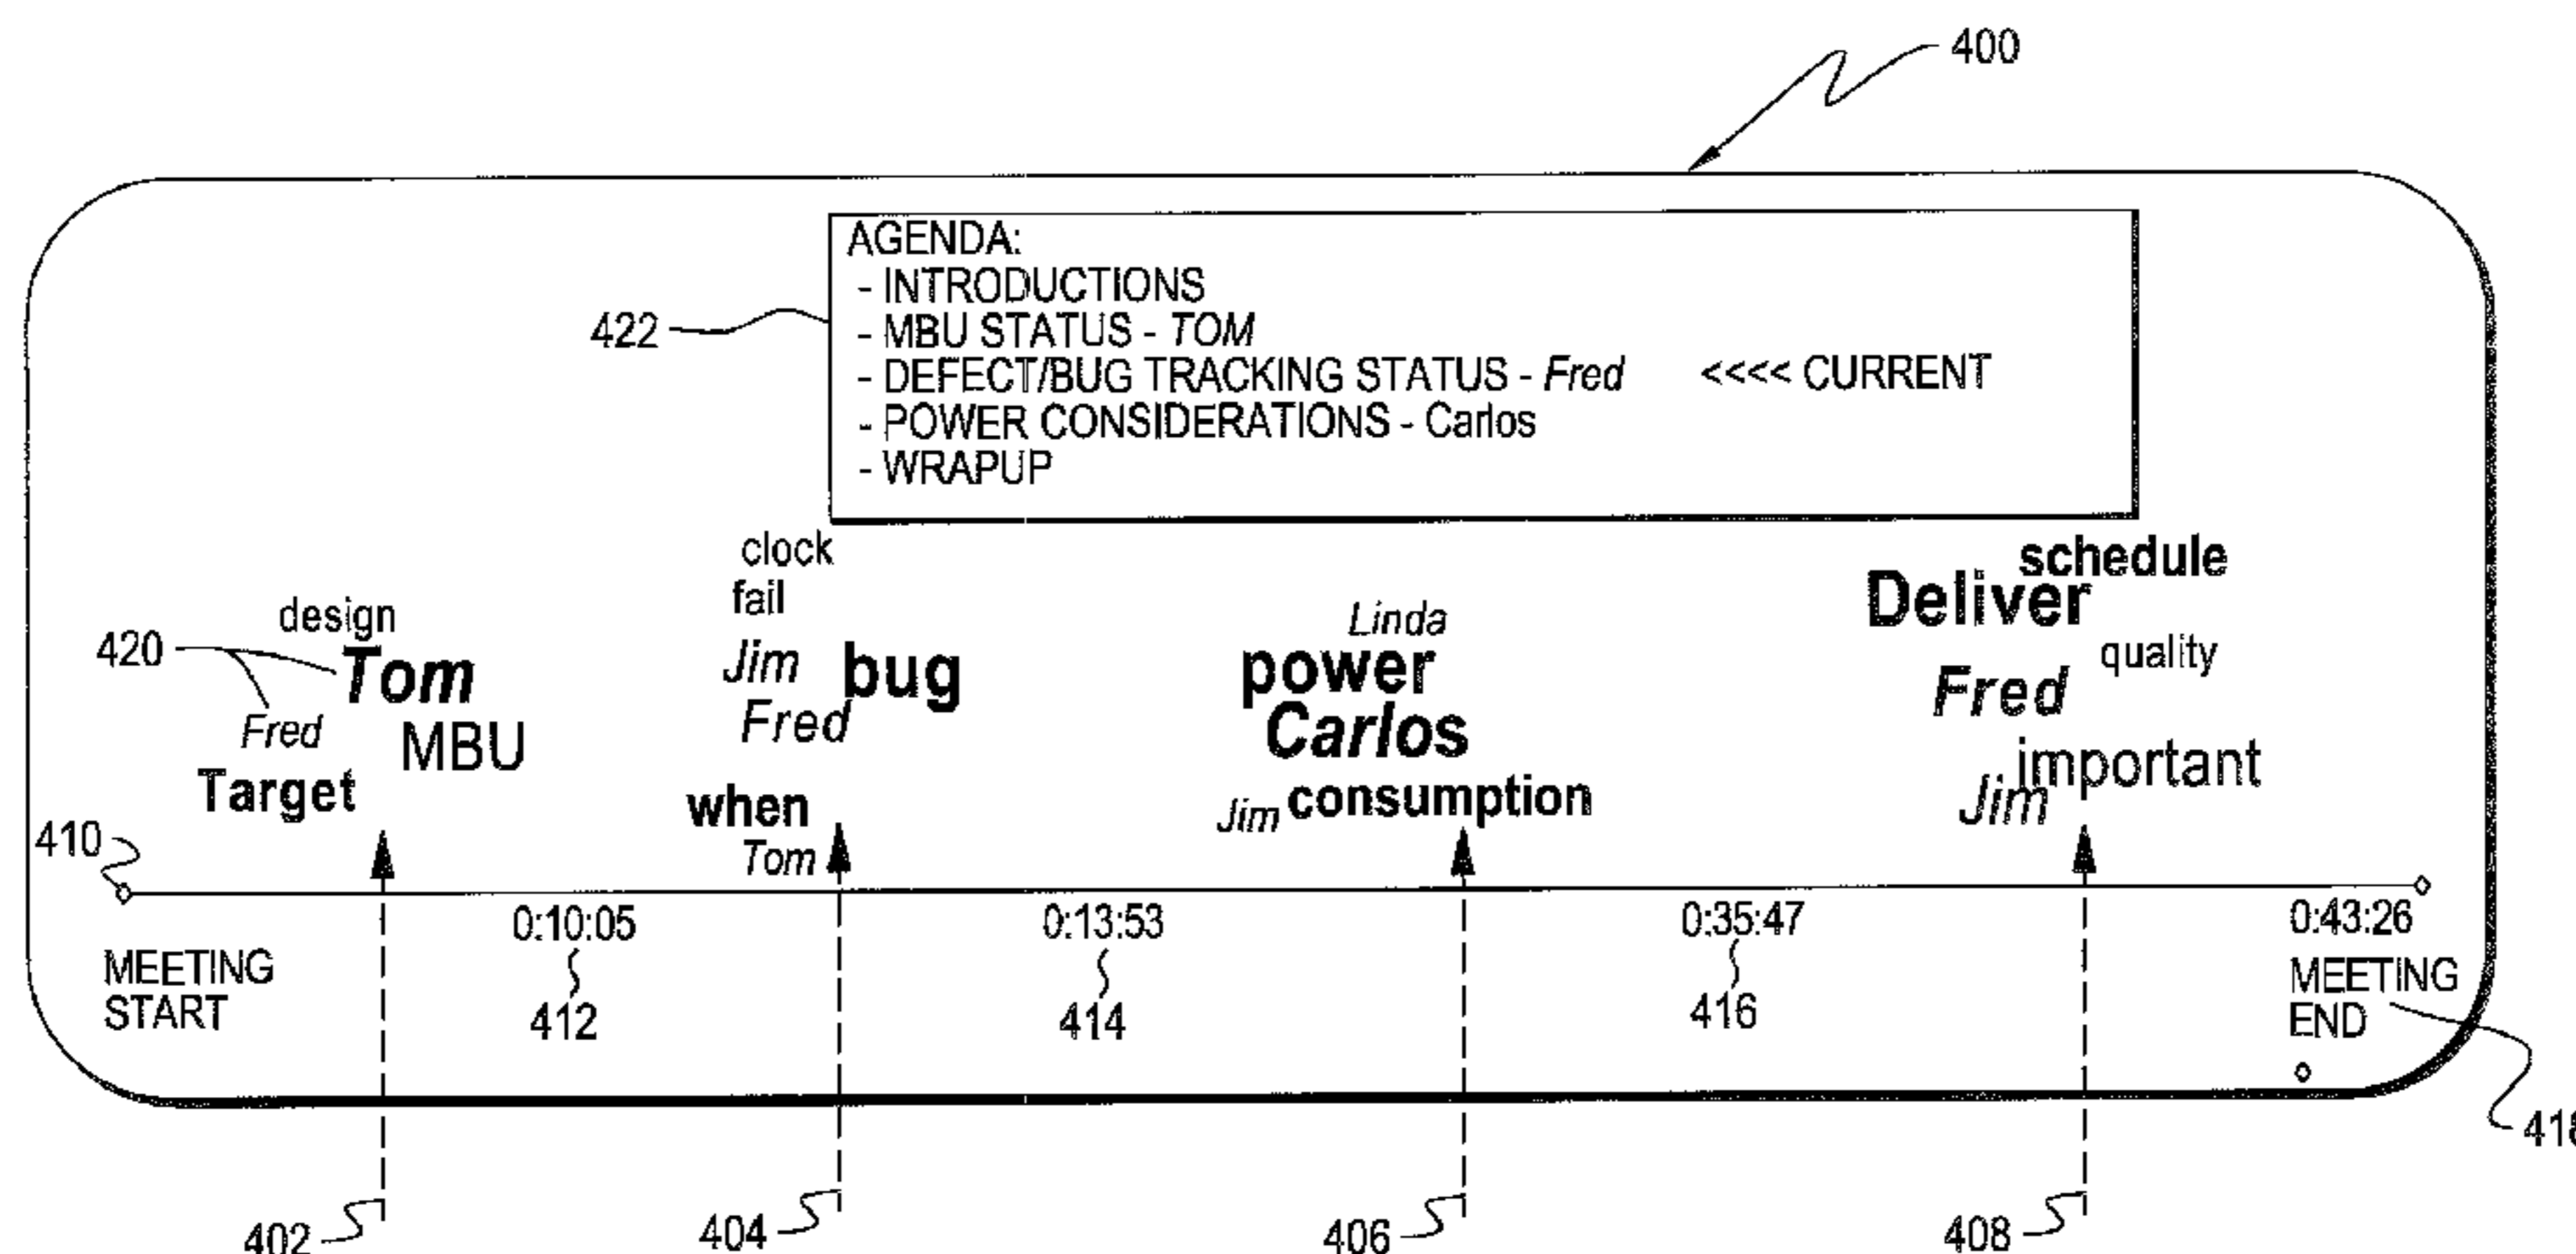 400
AGENDA:
- INTRODUCTIONS
- MBU STATUS - TOM
- DEFECT/BUG TRACKING STATUS - Fred <<<< CURRENT
- POWER CONSIDERATIONS - Carlos
- WRAPUP
422
design
420
Tom
Fred
MBU
Target
clock
fail
Jim
bug
Fred
when
Tom
Linda
power
Carlos
Jim consumption
schedule
Deliver
quality
Fred
important
Jim
410
0:10:05
0:13:53
0:35:47
0:43:26
MEETING
START
412
414
416
MEETING
END
418
402
404
406
408